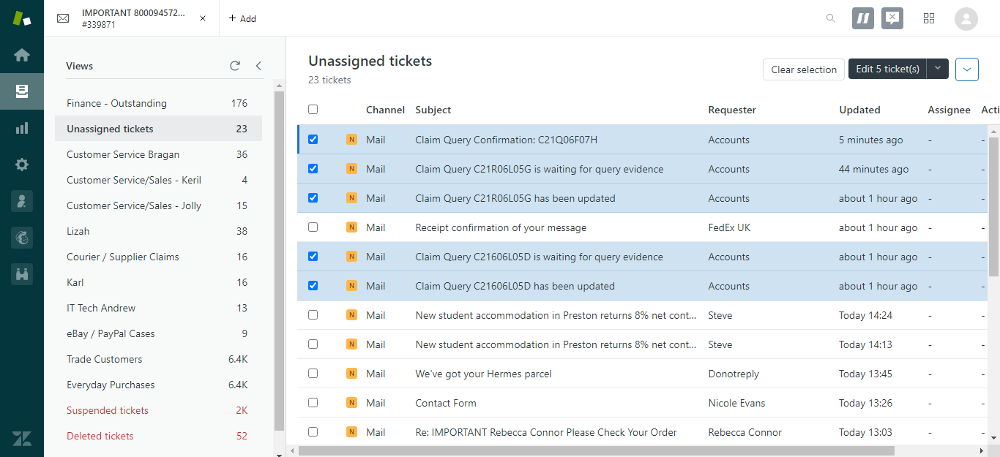 IMPORTANT 800094572...
#339871
Add
Views
Finance - Outstanding 176
Unassigned tickets 23
Customer Service Bragan 36
Customer Service/Sales - Keril 4
Customer Service/Sales - Jolly 15
Lizah 38
Courier / Supplier Claims 16
Karl 16
IT Tech Andrew 13
eBay / PayPal Cases 9
Trade Customers 6.4K
Everyday Purchases 6.4K
Suspended tickets 2K
Deleted tickets 52
Unassigned tickets
23 tickets
Clear selection Edit 5 ticket(s)
Channel Subject Requester Updated Assignee Acti
N Mail Claim Query Confirmation: C21Q06F07H Accounts 5 minutes ago - -
N Mail Claim Query C21R06L05G is waiting for query evidence Accounts 44 minutes ago - -
N Mail Claim Query C21R06L05G has been updated Accounts about 1 hour ago - -
N Mail Receipt confirmation of your message FedEx UK about 1 hour ago - -
N Mail Claim Query C21606L05D is waiting for query evidence Accounts about 1 hour ago - -
N Mail Claim Query C21606L05D has been updated Accounts about 1 hour ago - -
N Mail New student accommodation in Preston returns 8% net cont... Steve Today 14:24 - -
N Mail New student accommodation in Preston returns 8% net cont... Steve Today 14:13 - -
N Mail We've got your Hermes parcel Donotreply Today 13:45 - -
N Mail Contact Form Nicole Evans Today 13:26 - -
N Mail Re: IMPORTANT Rebecca Connor Please Check Your Order Rebecca Connor Today 13:03 - -